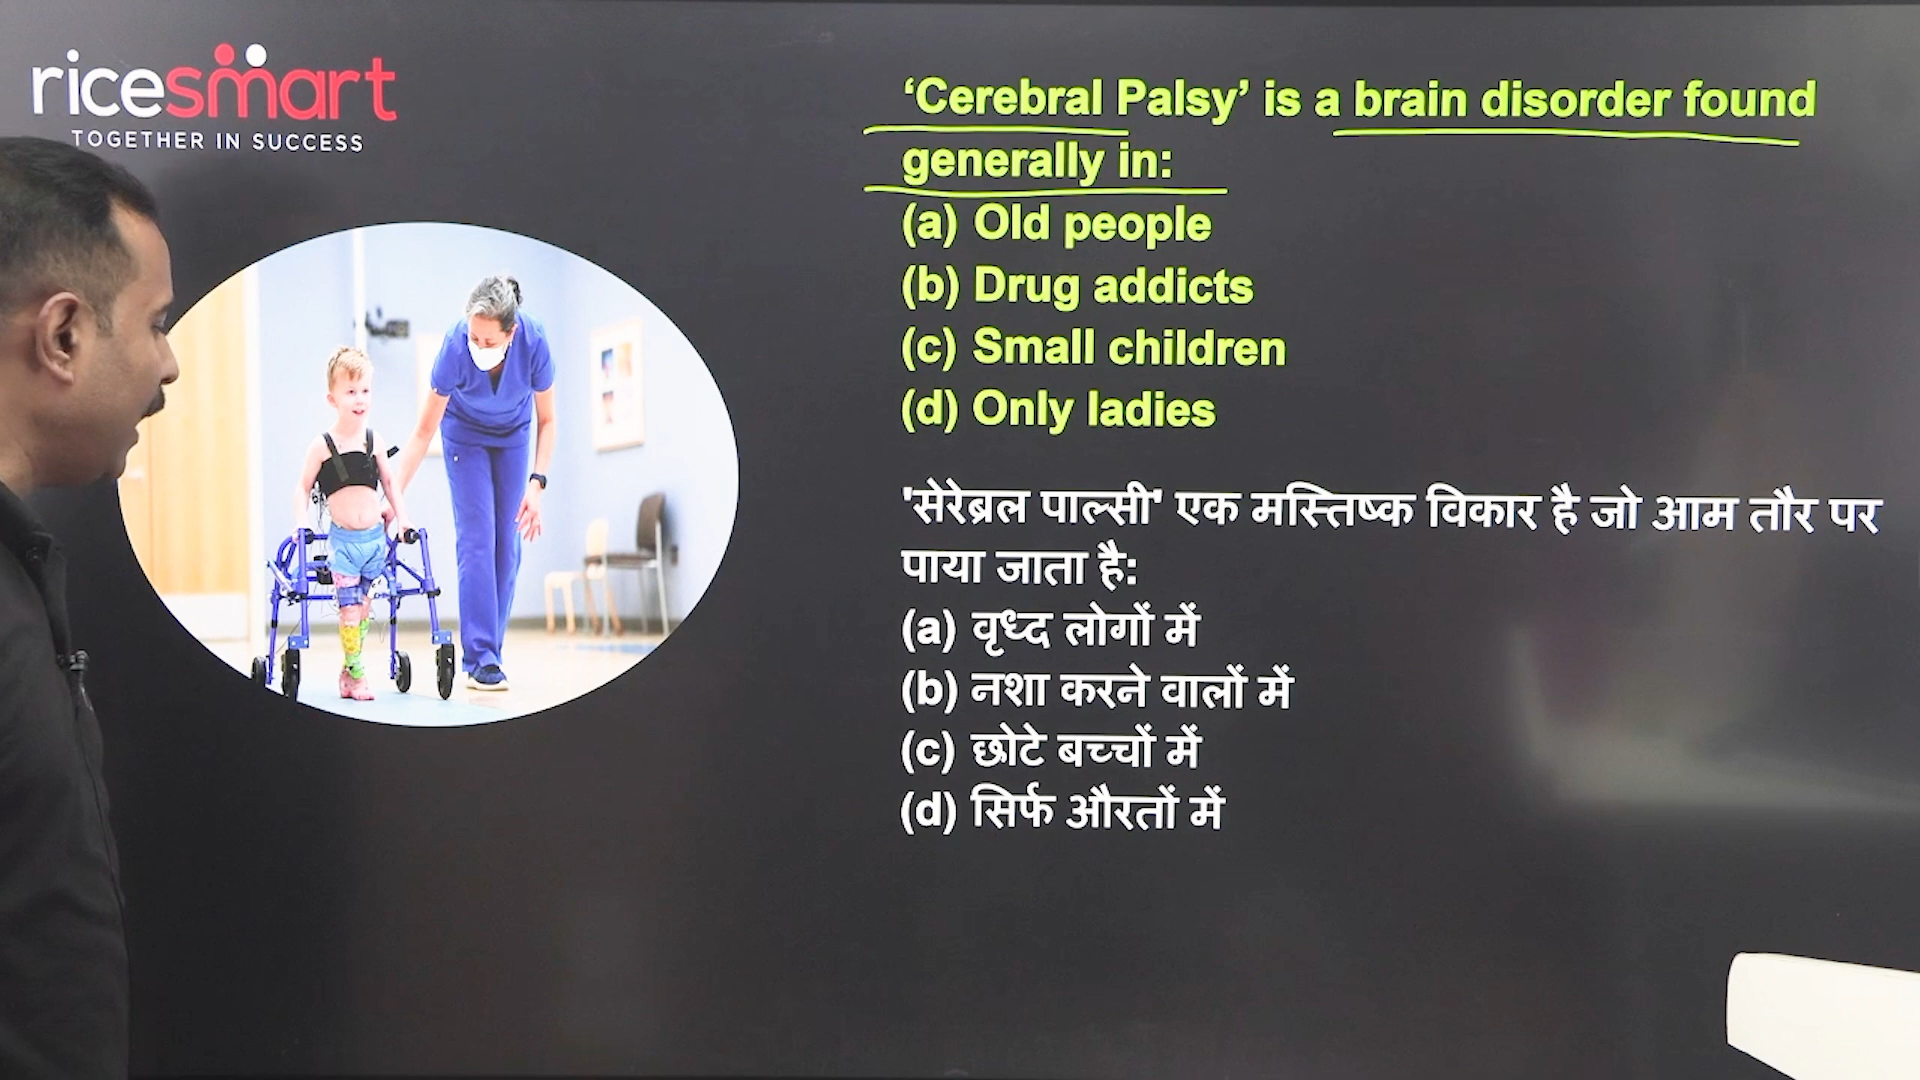 ricesmart
TOGETHER IN SUCCESS
‘Cerebral Palsy’ is a brain disorder found
generally in:
(a) Old people
(b) Drug addicts
(c) Small children
(d) Only ladies
'सेरेब्रल पाल्सी' एक मस्तिष्क विकार है जो आम तौर पर
पाया जाता है:
(a) वृध्द लोगों में
(b) नशा करने वालों में
(c) छोटे बच्चों में
(d) सिर्फ औरतों में